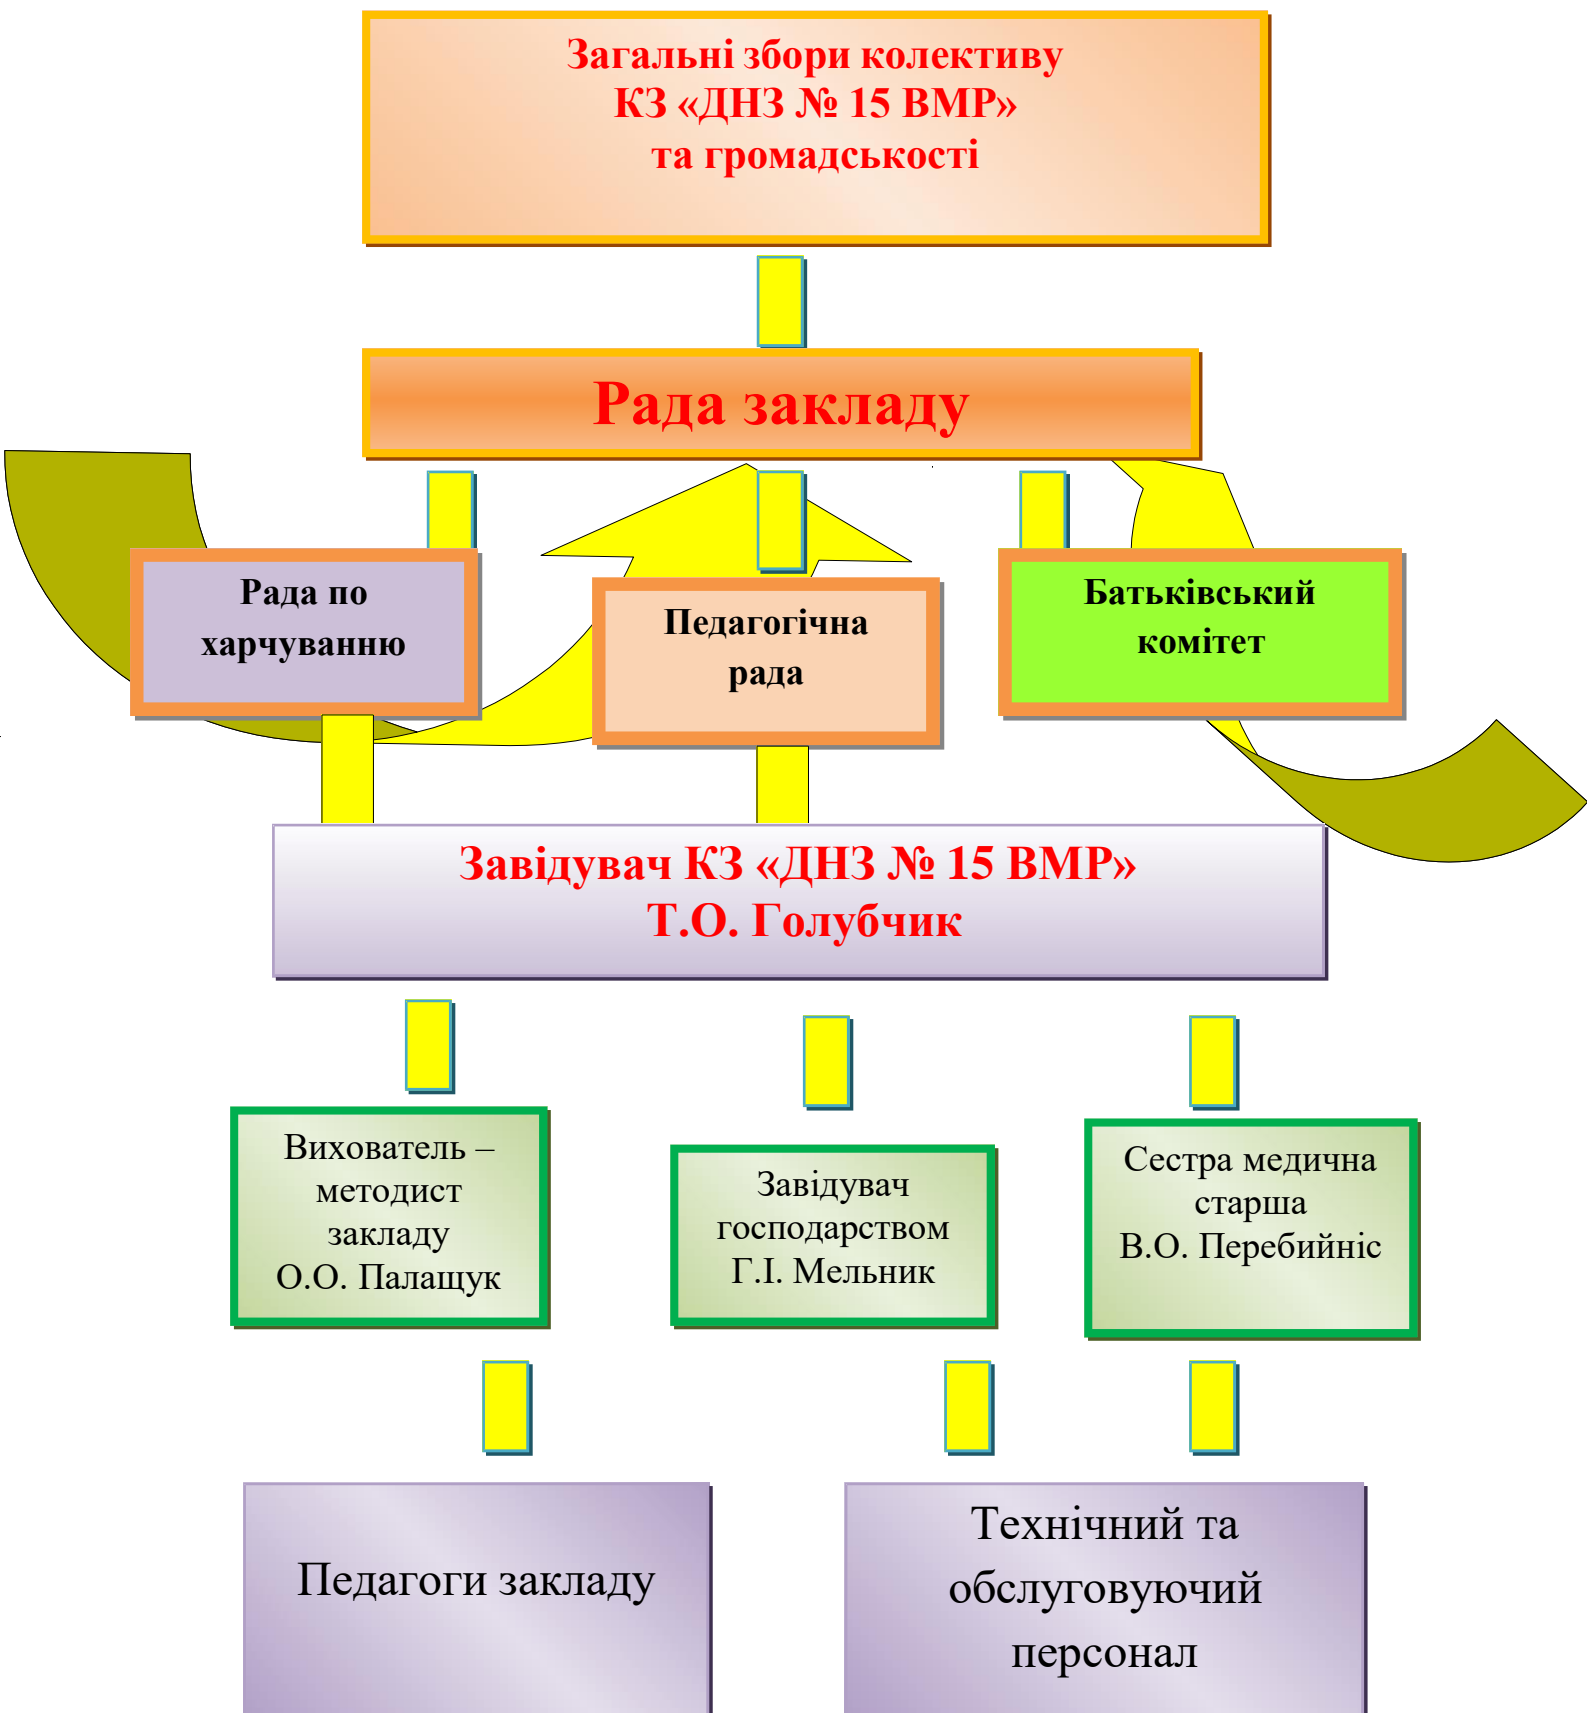 Загальні збори колективу
КЗ «ДНЗ № 15 ВМР»
та громадськості
Рада закладу
Рада по
харчуванню
Педагогічна
рада
Батьківський
комітет
Завідувач КЗ «ДНЗ № 15 ВМР»
Т.О. Голубчик
Вихователь –
методист
закладу
О.О. Палащук
Завідувач
господарством
Г.І. Мельник
Сестра медична
старша
В.О. Перебийніс
Педагоги закладу
Технічний та
обслуговуючий
персонал